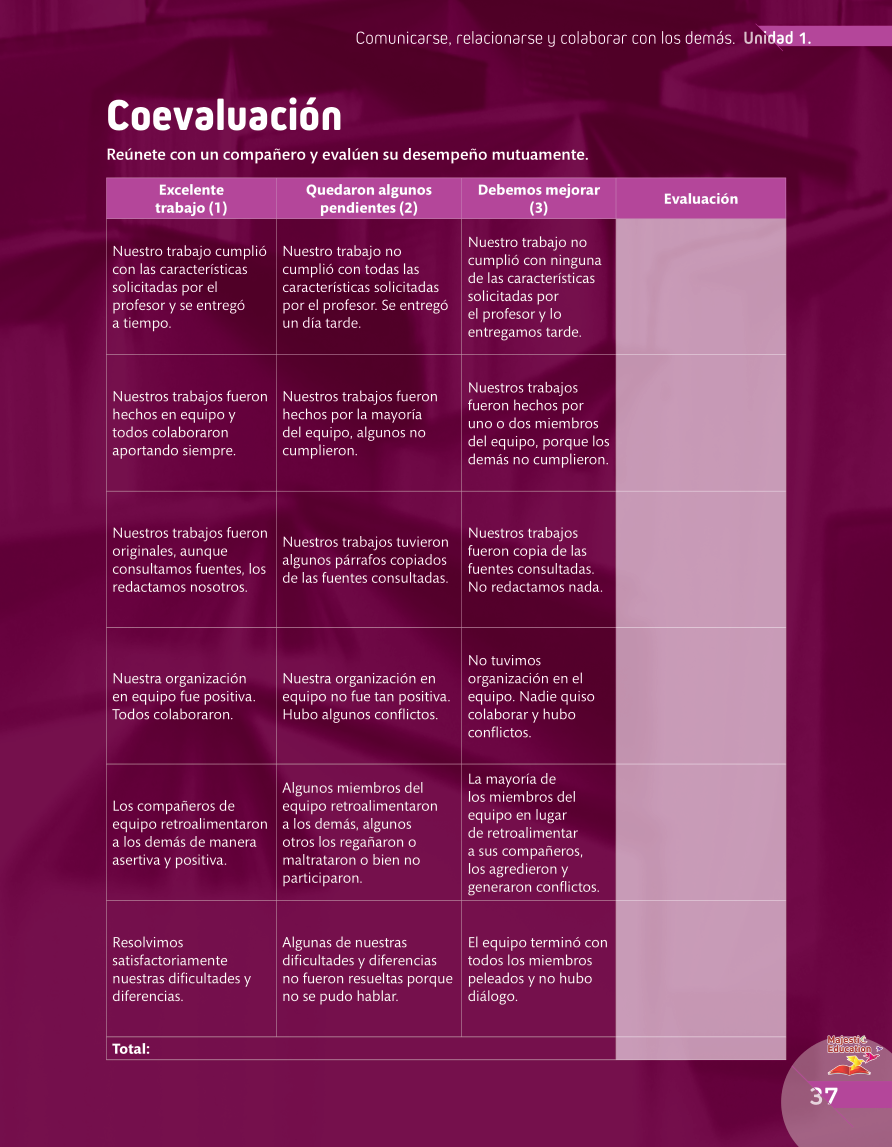 Comunicarse, relacionarse y colaborar con los demás. Unidad 1.
Coevaluación
Reúnete con un compañero y evalúen su desempeño mutuamente.
Excelente
trabajo (1)
Quedaron algunos
pendientes (2)
Debemos mejorar
(3)
Evaluación
Nuestro trabajo cumplió
con las características
solicitadas por el
profesor y se entregó
a tiempo.
Nuestro trabajo no
cumplió con todas las
características solicitadas
por el profesor. Se entregó
un día tarde.
Nuestro trabajo no
cumplió con ninguna
de las características
solicitadas por
el profesor y lo
entregamos tarde.
Nuestros trabajos fueron
hechos en equipo y
todos colaboraron
aportando siempre.
Nuestros trabajos fueron
hechos por la mayoría
del equipo, algunos no
cumplieron.
Nuestros trabajos
fueron hechos por
uno o dos miembros
del equipo, porque los
demás no cumplieron.
Nuestros trabajos fueron
originales, aunque
consultamos fuentes, los
redactamos nosotros.
Nuestros trabajos tuvieron
algunos párrafos copiados
de las fuentes consultadas.
Nuestros trabajos
fueron copia de las
fuentes consultadas.
No redactamos nada.
Nuestra organización
en equipo fue positiva.
Todos colaboraron.
Nuestra organización en
equipo no fue tan positiva.
Hubo algunos conflictos.
No tuvimos
organización en el
equipo. Nadie quiso
colaborar y hubo
conflictos.
Los compañeros de
equipo retroalimentaron
a los demás de manera
asertiva y positiva.
Algunos miembros del
equipo retroalimentaron
a los demás, algunos
otros los regañaron o
maltrataron o bien no
participaron.
La mayoría de
los miembros del
equipo en lugar
de retroalimentar
a sus compañeros,
los agredieron y
generaron conflictos.
Resolvimos
satisfactoriamente
nuestras dificultades y
diferencias.
Algunas de nuestras
dificultades y diferencias
no fueron resueltas porque
no se pudo hablar.
El equipo terminó con
todos los miembros
peleados y no hubo
diálogo.
Total:
Majestic
Education
37